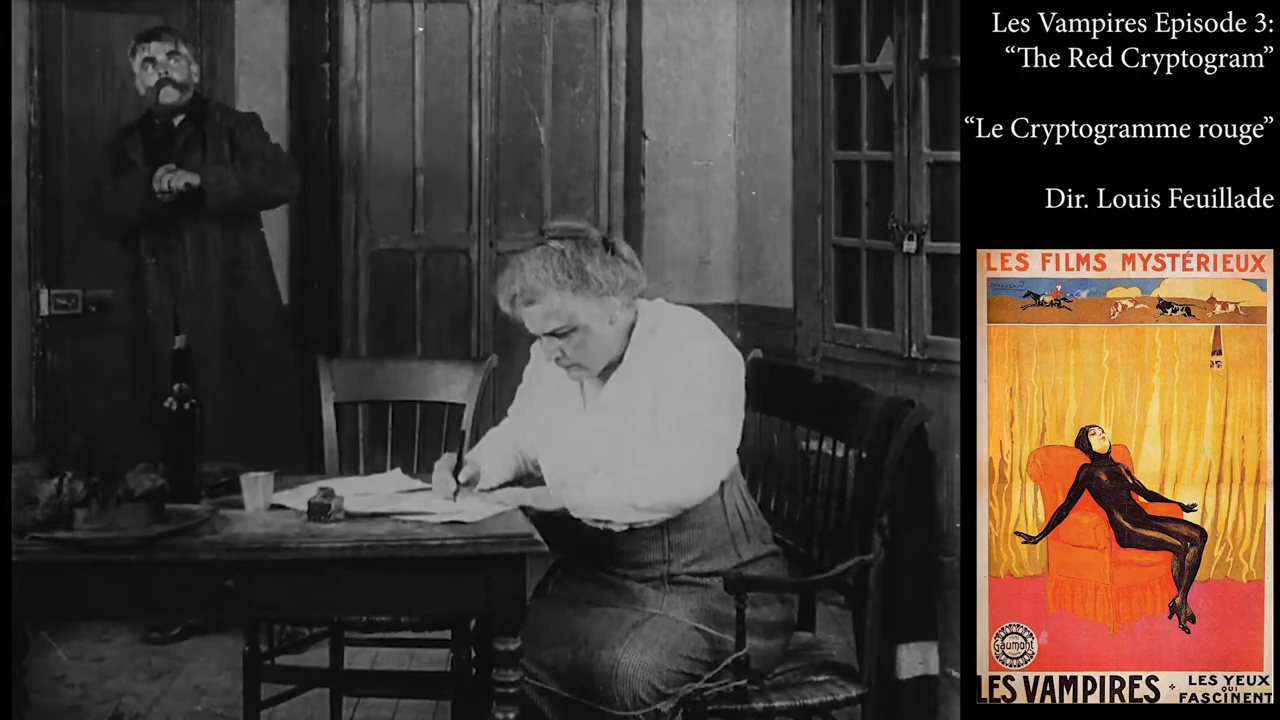 Les Vampires Episode 3:
“The Red Cryptogram”
“Le Cryptogramme rouge”
Dir. Louis Feuillade
LES FILMS MYSTÉRIEUX
Gaumont
LES VAMPIRES + LES YEUX
QUI
FASCINENT